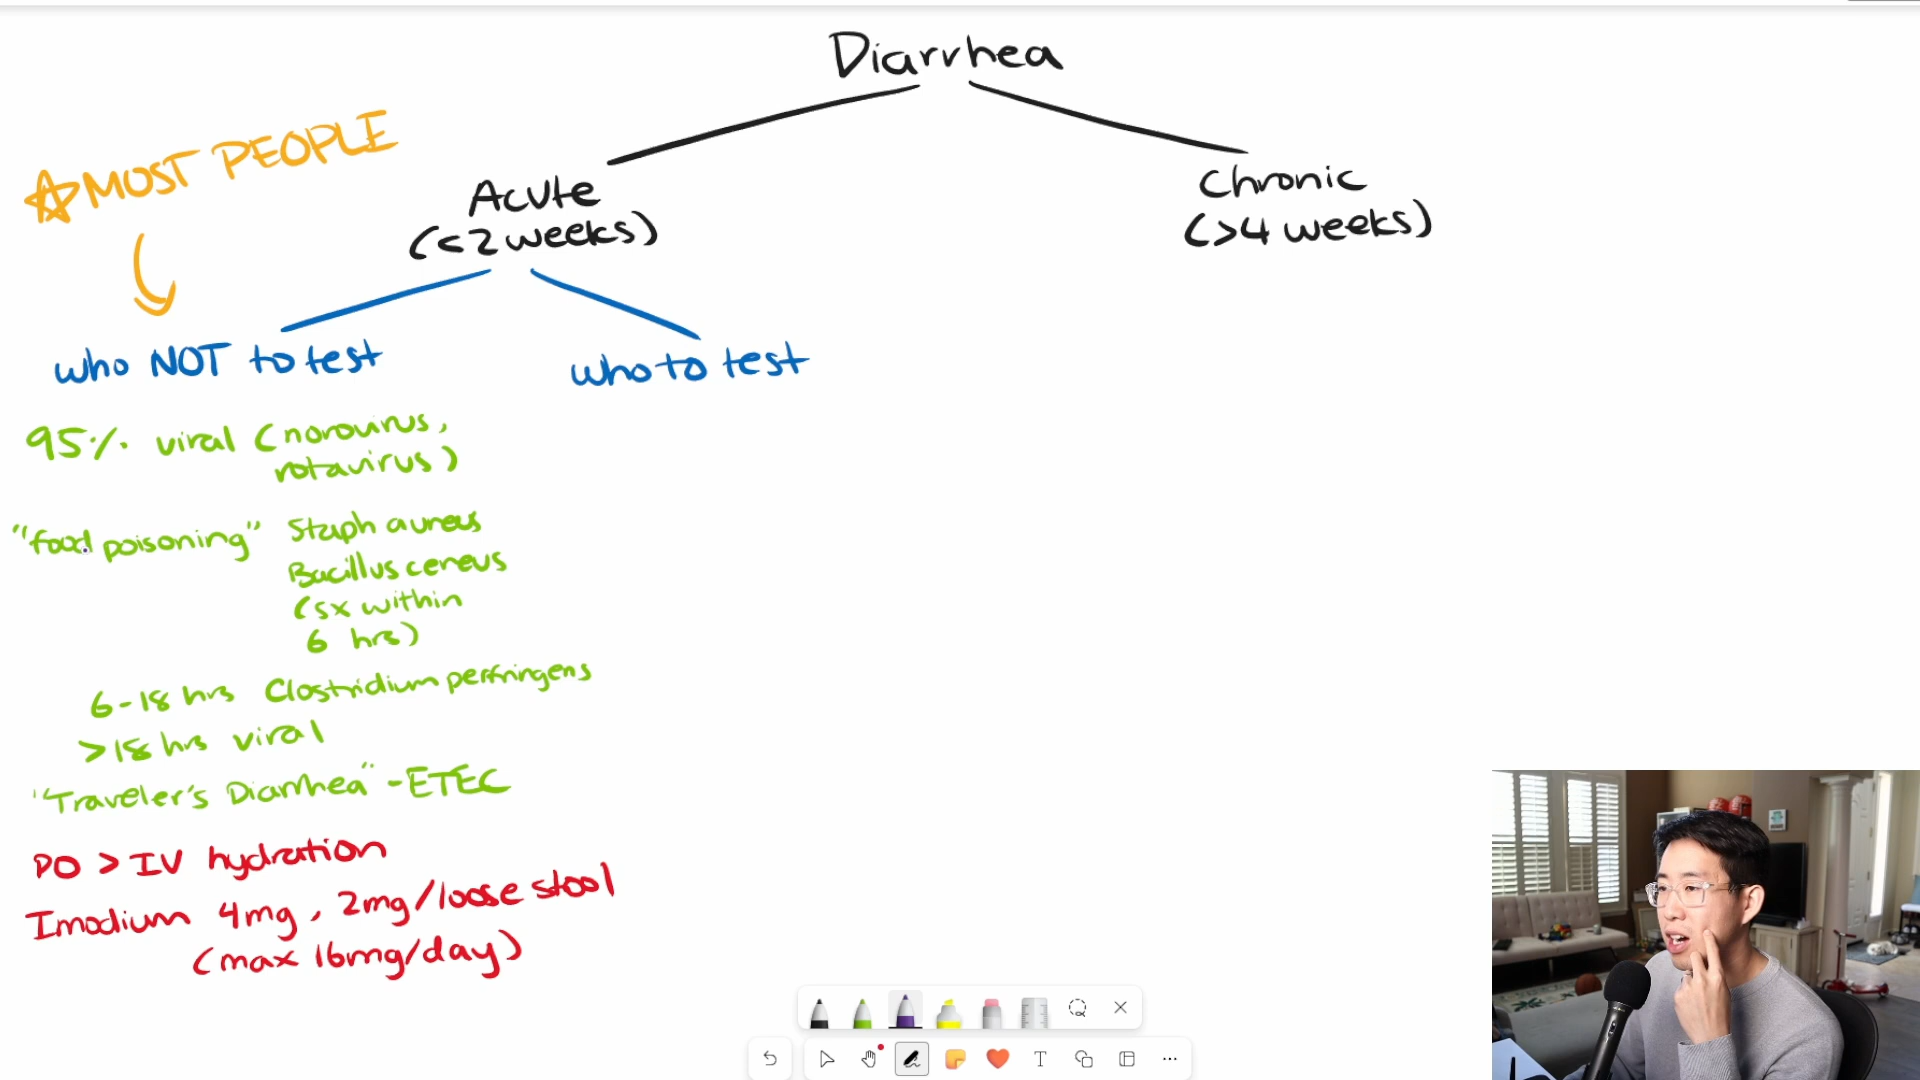 Diarrhea
MOST PEOPLE
Acute
(<2 weeks)
Chronic
(>4 weeks)
who NOT to test
who to test
95% viral (norovirus,
rotavirus)
"food poisoning" Staph aureus
Bacillus cereus
(sx within
6 hrs)
6-18 hrs Clostridium perfringens
>18 hrs viral
"Traveler's Diarrhea" - ETEC
PO > IV hydration
Imodium 4mg, 2mg/loose stool
(max 16mg/day)
T